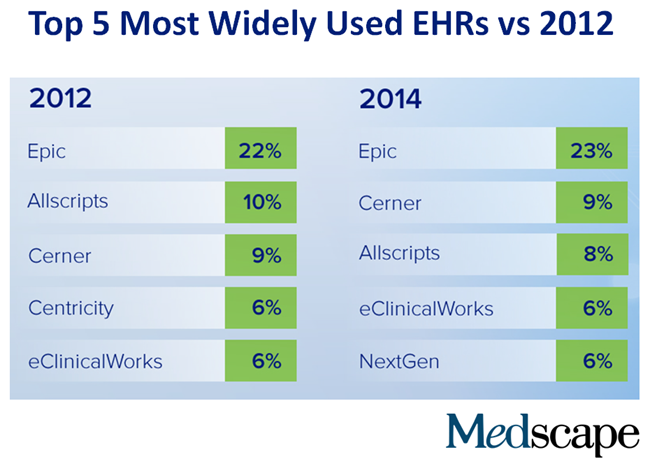 Top 5 Most Widely Used EHRs vs 2012
2012
Epic 22%
Allscripts 10%
Cerner 9%
Centricity 6%
eClinicalWorks 6%
2014
Epic 23%
Cerner 9%
Allscripts 8%
eClinicalWorks 6%
NextGen 6%
Medscape